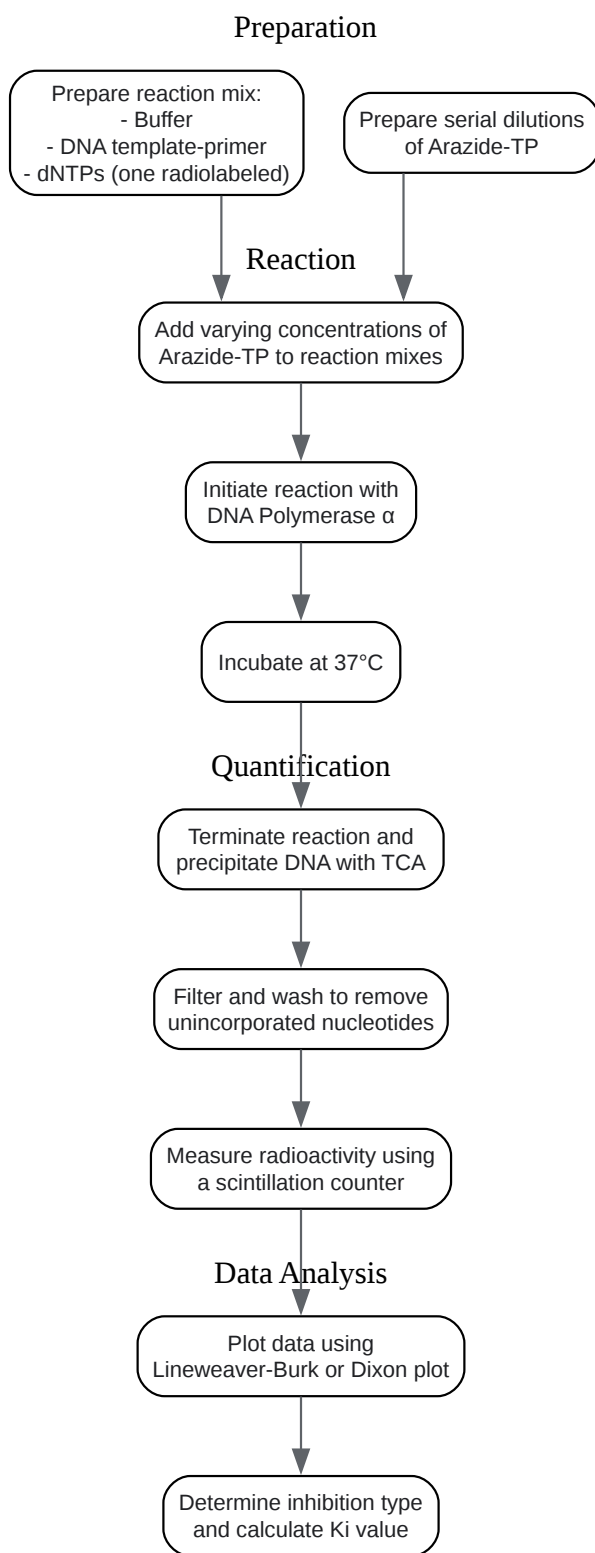 Preparation
Prepare reaction mix:
- Buffer
- DNA template-primer
- dNTPs (one radiolabeled)
Prepare serial dilutions
of Arazide-TP
Reaction
Add varying concentrations of
Arazide-TP to reaction mixes
Initiate reaction with
DNA Polymerase α
Incubate at 37°C
Quantification
Terminate reaction and
precipitate DNA with TCA
Filter and wash to remove
unincorporated nucleotides
Measure radioactivity using
a scintillation counter
Data Analysis
Plot data using
Lineweaver-Burk or Dixon plot
Determine inhibition type
and calculate Ki value